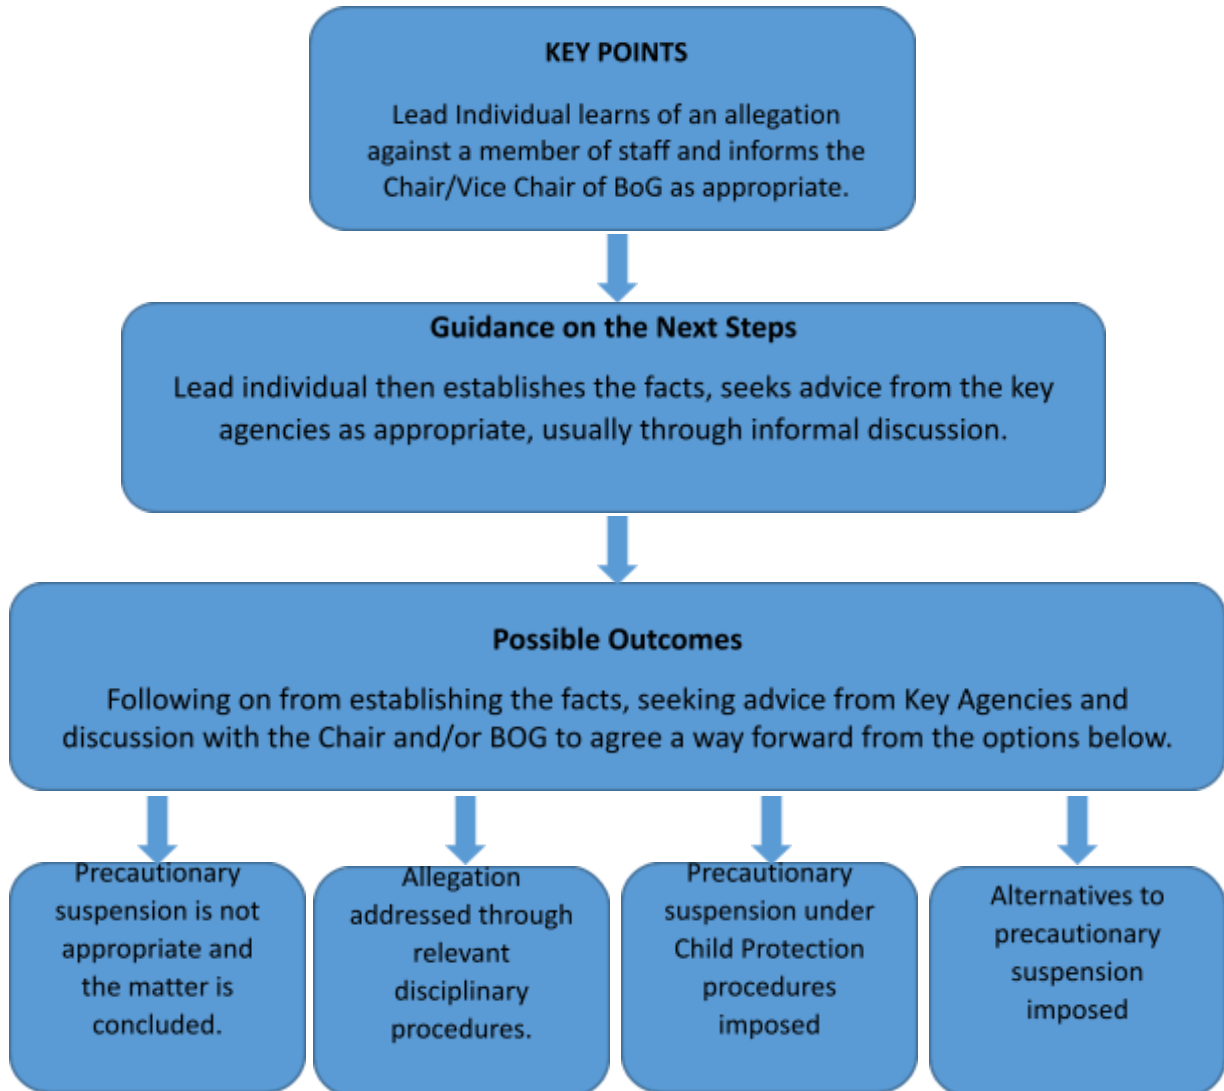 KEY POINTS
Lead Individual learns of an allegation
against a member of staff and informs the
Chair/Vice Chair of BoG as appropriate.
Guidance on the Next Steps
Lead individual then establishes the facts, seeks advice from the key
agencies as appropriate, usually through informal discussion.
Possible Outcomes
Following on from establishing the facts, seeking advice from Key Agencies and
discussion with the Chair and/or BOG to agree a way forward from the options below.
Precautionary
suspension is not
appropriate and
the matter is
concluded.
Allegation
addressed through
relevant
disciplinary
procedures.
Precautionary
suspension under
Child Protection
procedures
imposed
Alternatives to
precautionary
suspension
imposed